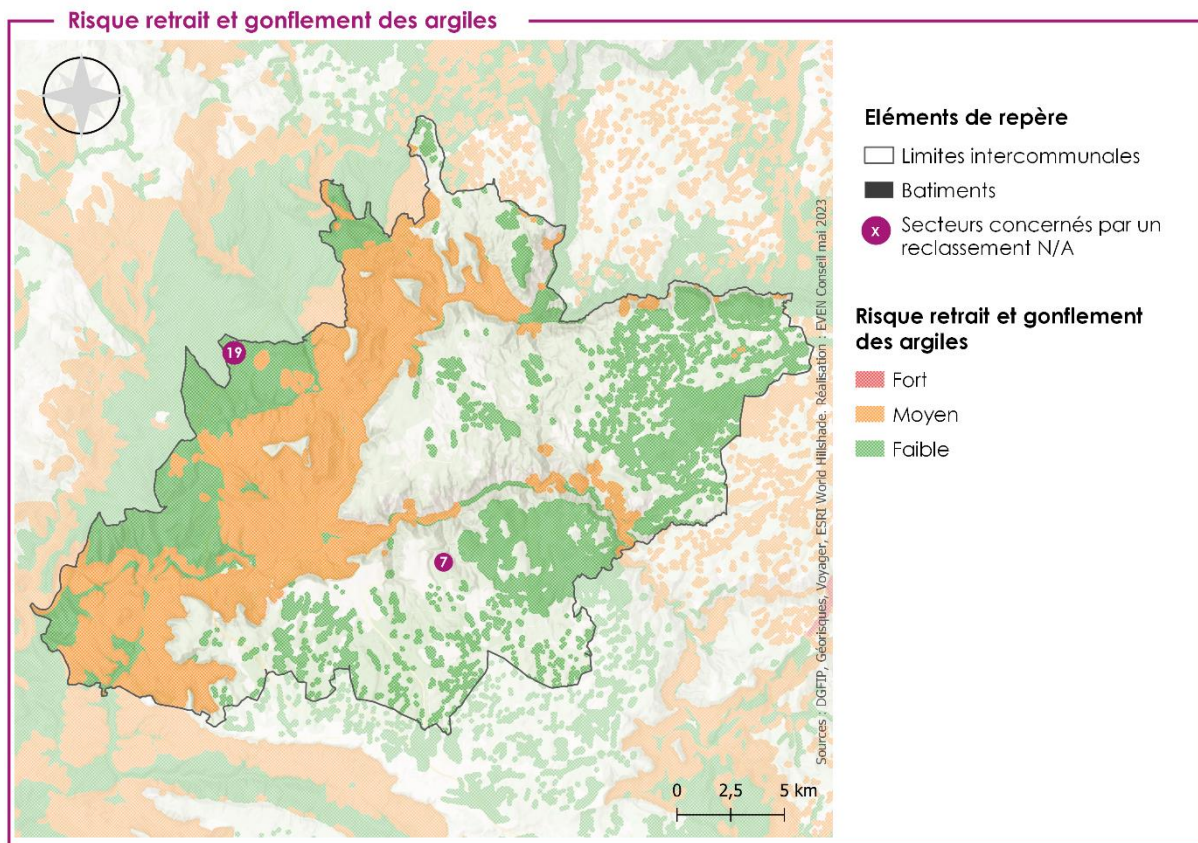 Risque retrait et gonflement des argiles
19
7
0 2,5 5 km
Sources : DGFIP, Géorisques, Voyager, ESRI World Hillshade. Réalisation : EVEN Conseil mai 2023
Eléments de repère
Limites intercommunales
Batiments
x Secteurs concernés par un
reclassement N/A
Risque retrait et gonflement
des argiles
Fort
Moyen
Faible